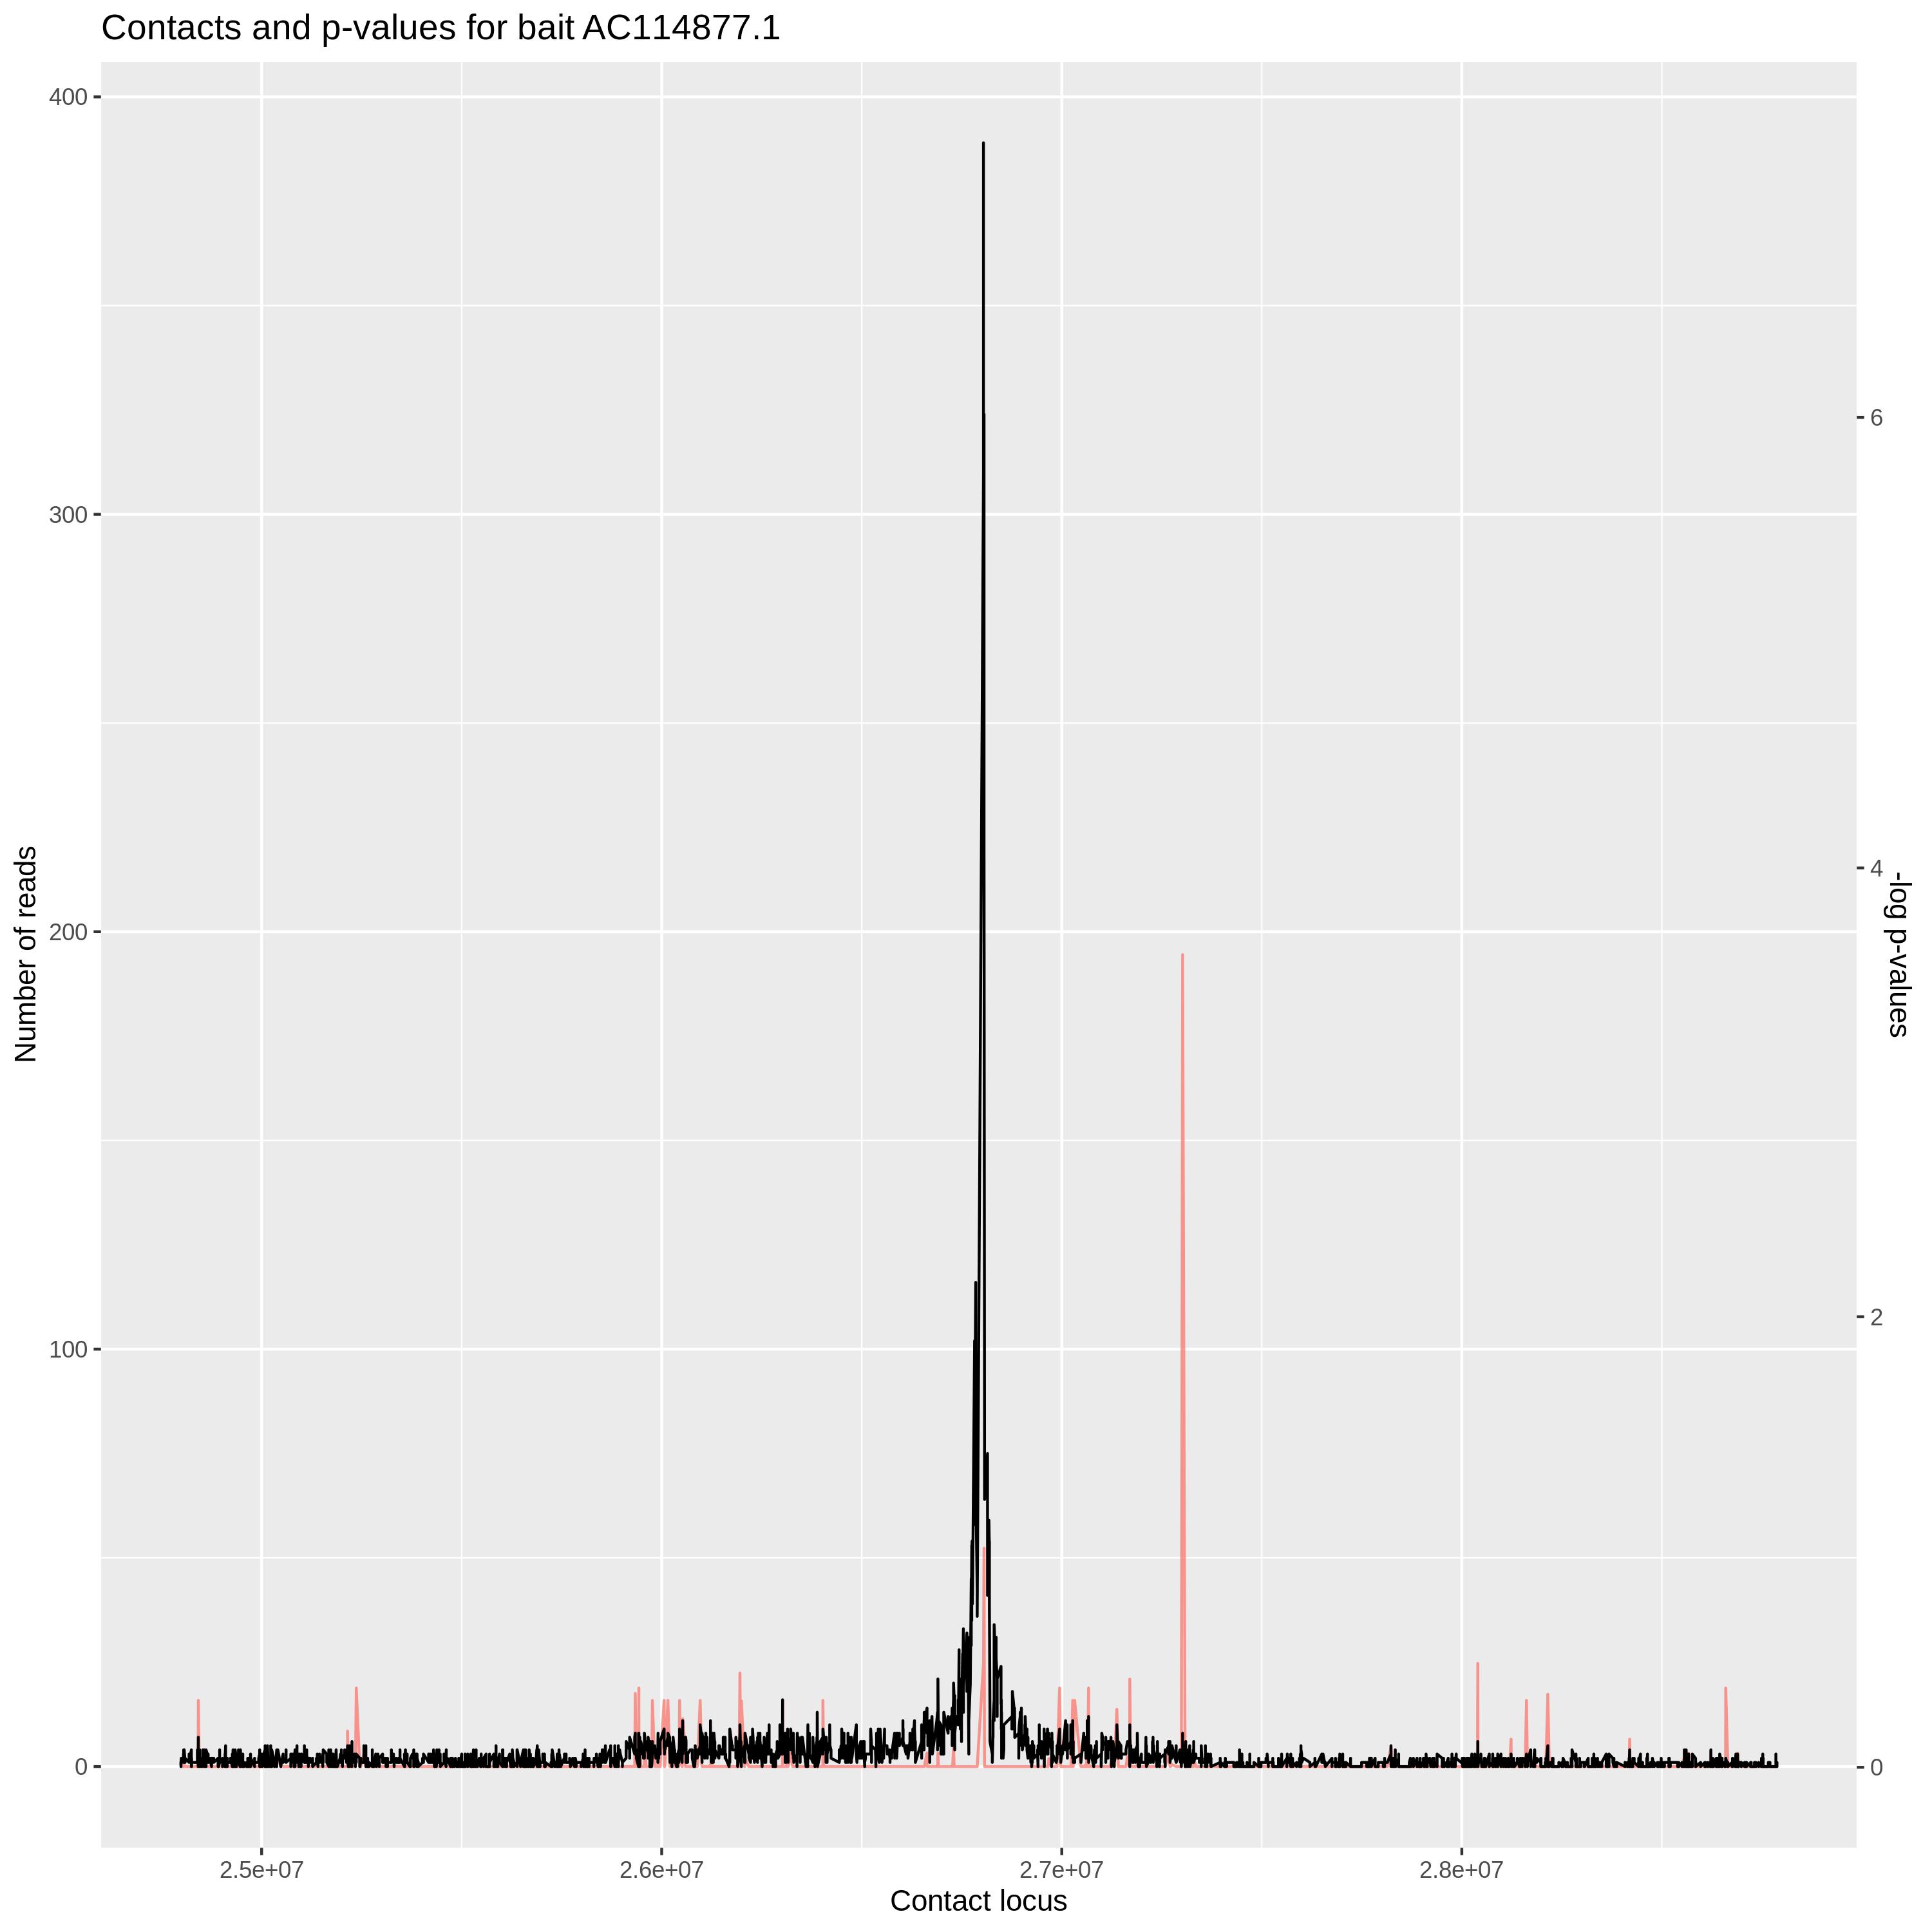 Contacts and p-values for bait AC114877.1
400
300
200
100
0
Number of reads
6
4
2
0
-log p-values
2.5e+07
2.6e+07
2.7e+07
2.8e+07
Contact locus